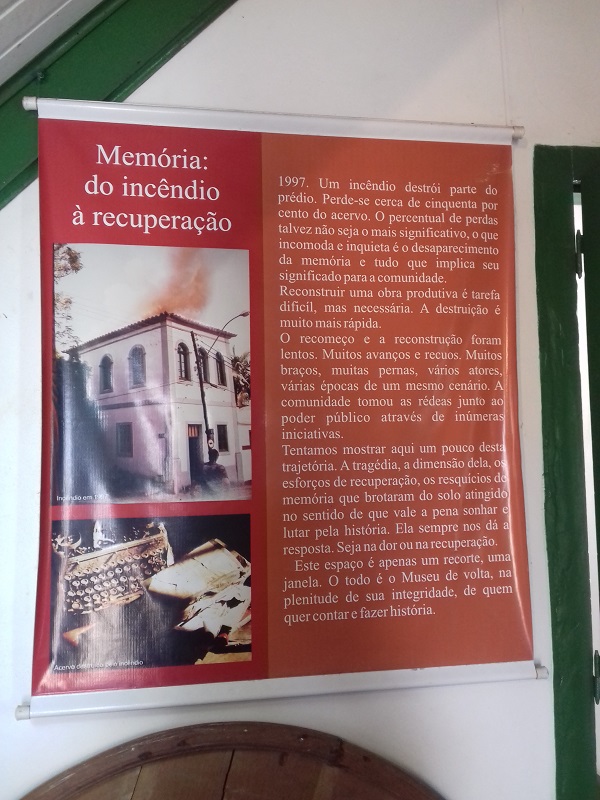 Memória:
do incêndio
à recuperação
1997. Um incêndio destrói parte do
prédio. Perde-se cerca de cinquenta por
cento do acervo. O percentual de perdas
talvez não seja o mais significativo, o que
incomoda e inquieta é o desaparecimento
da memória e tudo que implica seu
significado para a comunidade.
Reconstruir uma obra produtiva é tarefa
difícil, mas necessária. A destruição é
muito mais rápida.
O recomeço e a reconstrução foram
lentos. Muitos avanços e recuos. Muitos
braços, muitas pernas, vários atores,
várias épocas de um mesmo cenário. A
comunidade tomou as rédeas junto ao
poder público através de inúmeras
iniciativas.
Tentamos mostrar aqui um pouco desta
trajetória. A tragédia, a dimensão dela, os
esforços de recuperação, os resquícios de
memória que brotaram do solo atingido
no sentido de que vale a pena sonhar e
lutar pela história. Ela sempre nos dá a
resposta. Seja na dor ou na recuperação.
Este espaço é apenas um recorte, uma
janela. O todo é o Museu de volta, na
plenitude de sua integridade, de quem
quer contar e fazer história.
Incêndio em
Acervo pelo incêndio